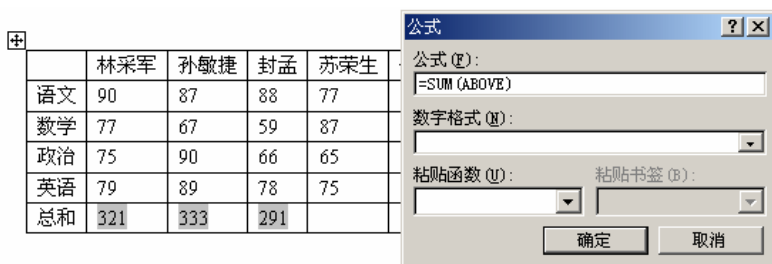 林采军 孙敏捷 封孟 苏荣生
语文 90 87 88 77
数学 77 67 59 87
政治 75 90 66 65
英语 79 89 78 75
总和 321 333 291
公式
公式(F):
=SUM(ABOVE)
数字格式(N):
粘贴函数(U): 粘贴书签(B):
确定 取消